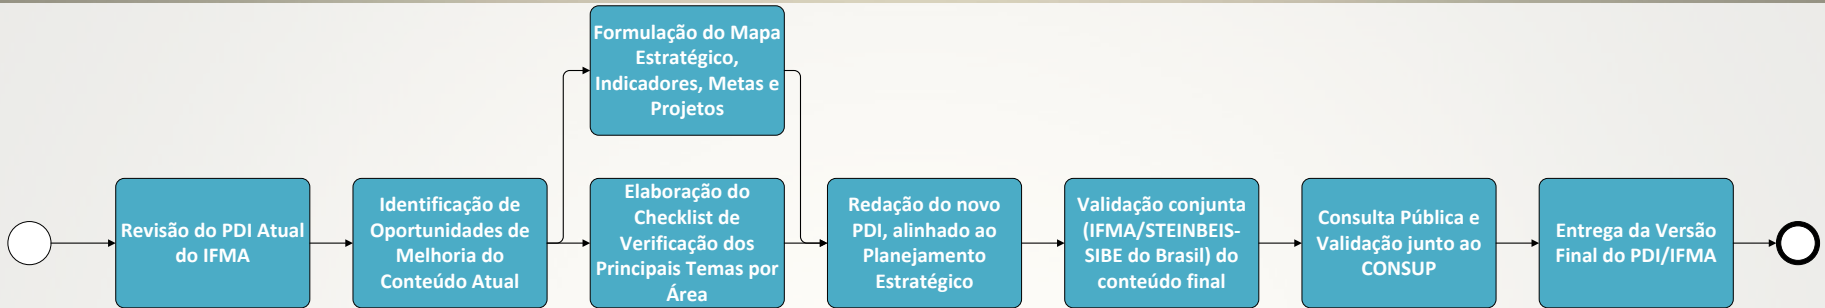 Revisão do PDI Atual
do IFMA
Identificação de
Oportunidades de
Melhoria do
Conteúdo Atual
Formulação do Mapa
Estratégico,
Indicadores, Metas e
Projetos
Elaboração do
Checklist de
Verificação dos
Principais Temas por
Área
Redação do novo
PDI, alinhado ao
Planejamento
Estratégico
Validação conjunta
(IFMA/STEINBEIS-
SIBE do Brasil) do
conteúdo final
Consulta Pública e
Validação junto ao
CONSUP
Entrega da Versão
Final do PDI/IFMA